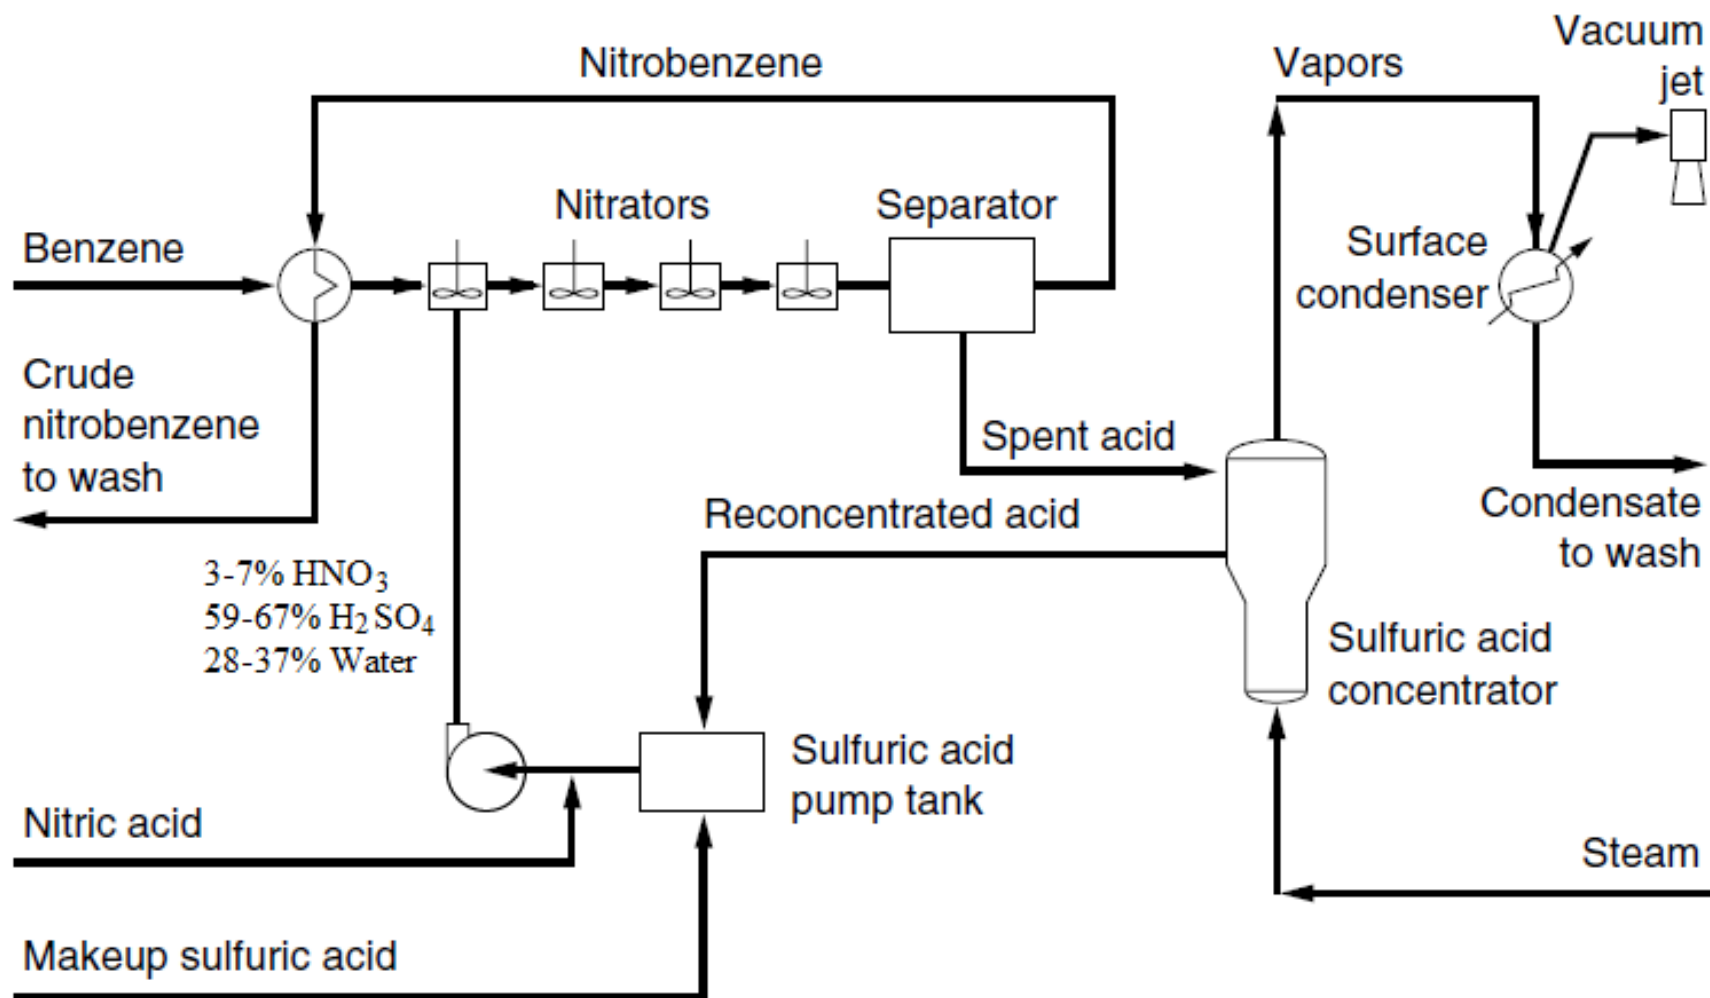 Nitrobenzene
Vapors
Vacuum
jet
Nitrators
Separator
Benzene
Surface
condenser
Crude
nitrobenzene
to wash
Spent acid
Condensate
to wash
Reconcentrated acid
3-7% HNO₃
59-67% H₂SO₄
28-37% Water
Sulfuric acid
concentrator
Sulfuric acid
pump tank
Nitric acid
Steam
Makeup sulfuric acid